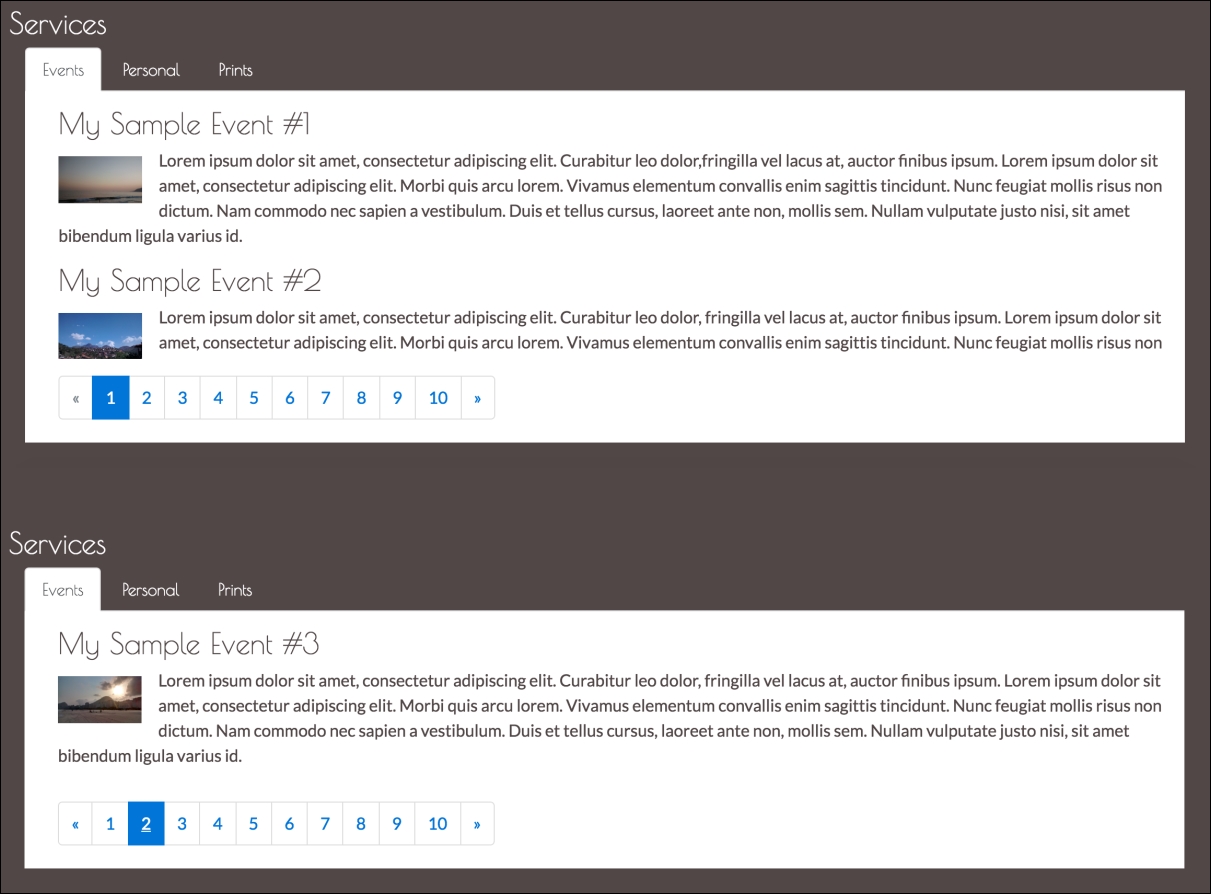 Services
Events Personal Prints
My Sample Event #1
Lorem ipsum dolor sit amet, consectetur adipiscing elit. Curabitur leo dolor,fringilla vel lacus at, auctor finibus ipsum. Lorem ipsum dolor sit
amet, consectetur adipiscing elit. Morbi quis arcu lorem. Vivamus elementum convallis enim sagittis tincidunt. Nunc feugiat mollis risus non
dictum. Nam commodo nec sapien a vestibulum. Duis et tellus cursus, laoreet ante non, mollis sem. Nullam vulputate justo nisi, sit amet
bibendum ligula varius id.
My Sample Event #2
Lorem ipsum dolor sit amet, consectetur adipiscing elit. Curabitur leo dolor, fringilla vel lacus at, auctor finibus ipsum. Lorem ipsum dolor sit
amet, consectetur adipiscing elit. Morbi quis arcu lorem. Vivamus elementum convallis enim sagittis tincidunt. Nunc feugiat mollis risus non
« 1 2 3 4 5 6 7 8 9 10 »
Services
Events Personal Prints
My Sample Event #3
Lorem ipsum dolor sit amet, consectetur adipiscing elit. Curabitur leo dolor, fringilla vel lacus at, auctor finibus ipsum. Lorem ipsum dolor sit
amet, consectetur adipiscing elit. Morbi quis arcu lorem. Vivamus elementum convallis enim sagittis tincidunt. Nunc feugiat mollis risus non
dictum. Nam commodo nec sapien a vestibulum. Duis et tellus cursus, laoreet ante non, mollis sem. Nullam vulputate justo nisi, sit amet
bibendum ligula varius id.
« 1 2 3 4 5 6 7 8 9 10 »